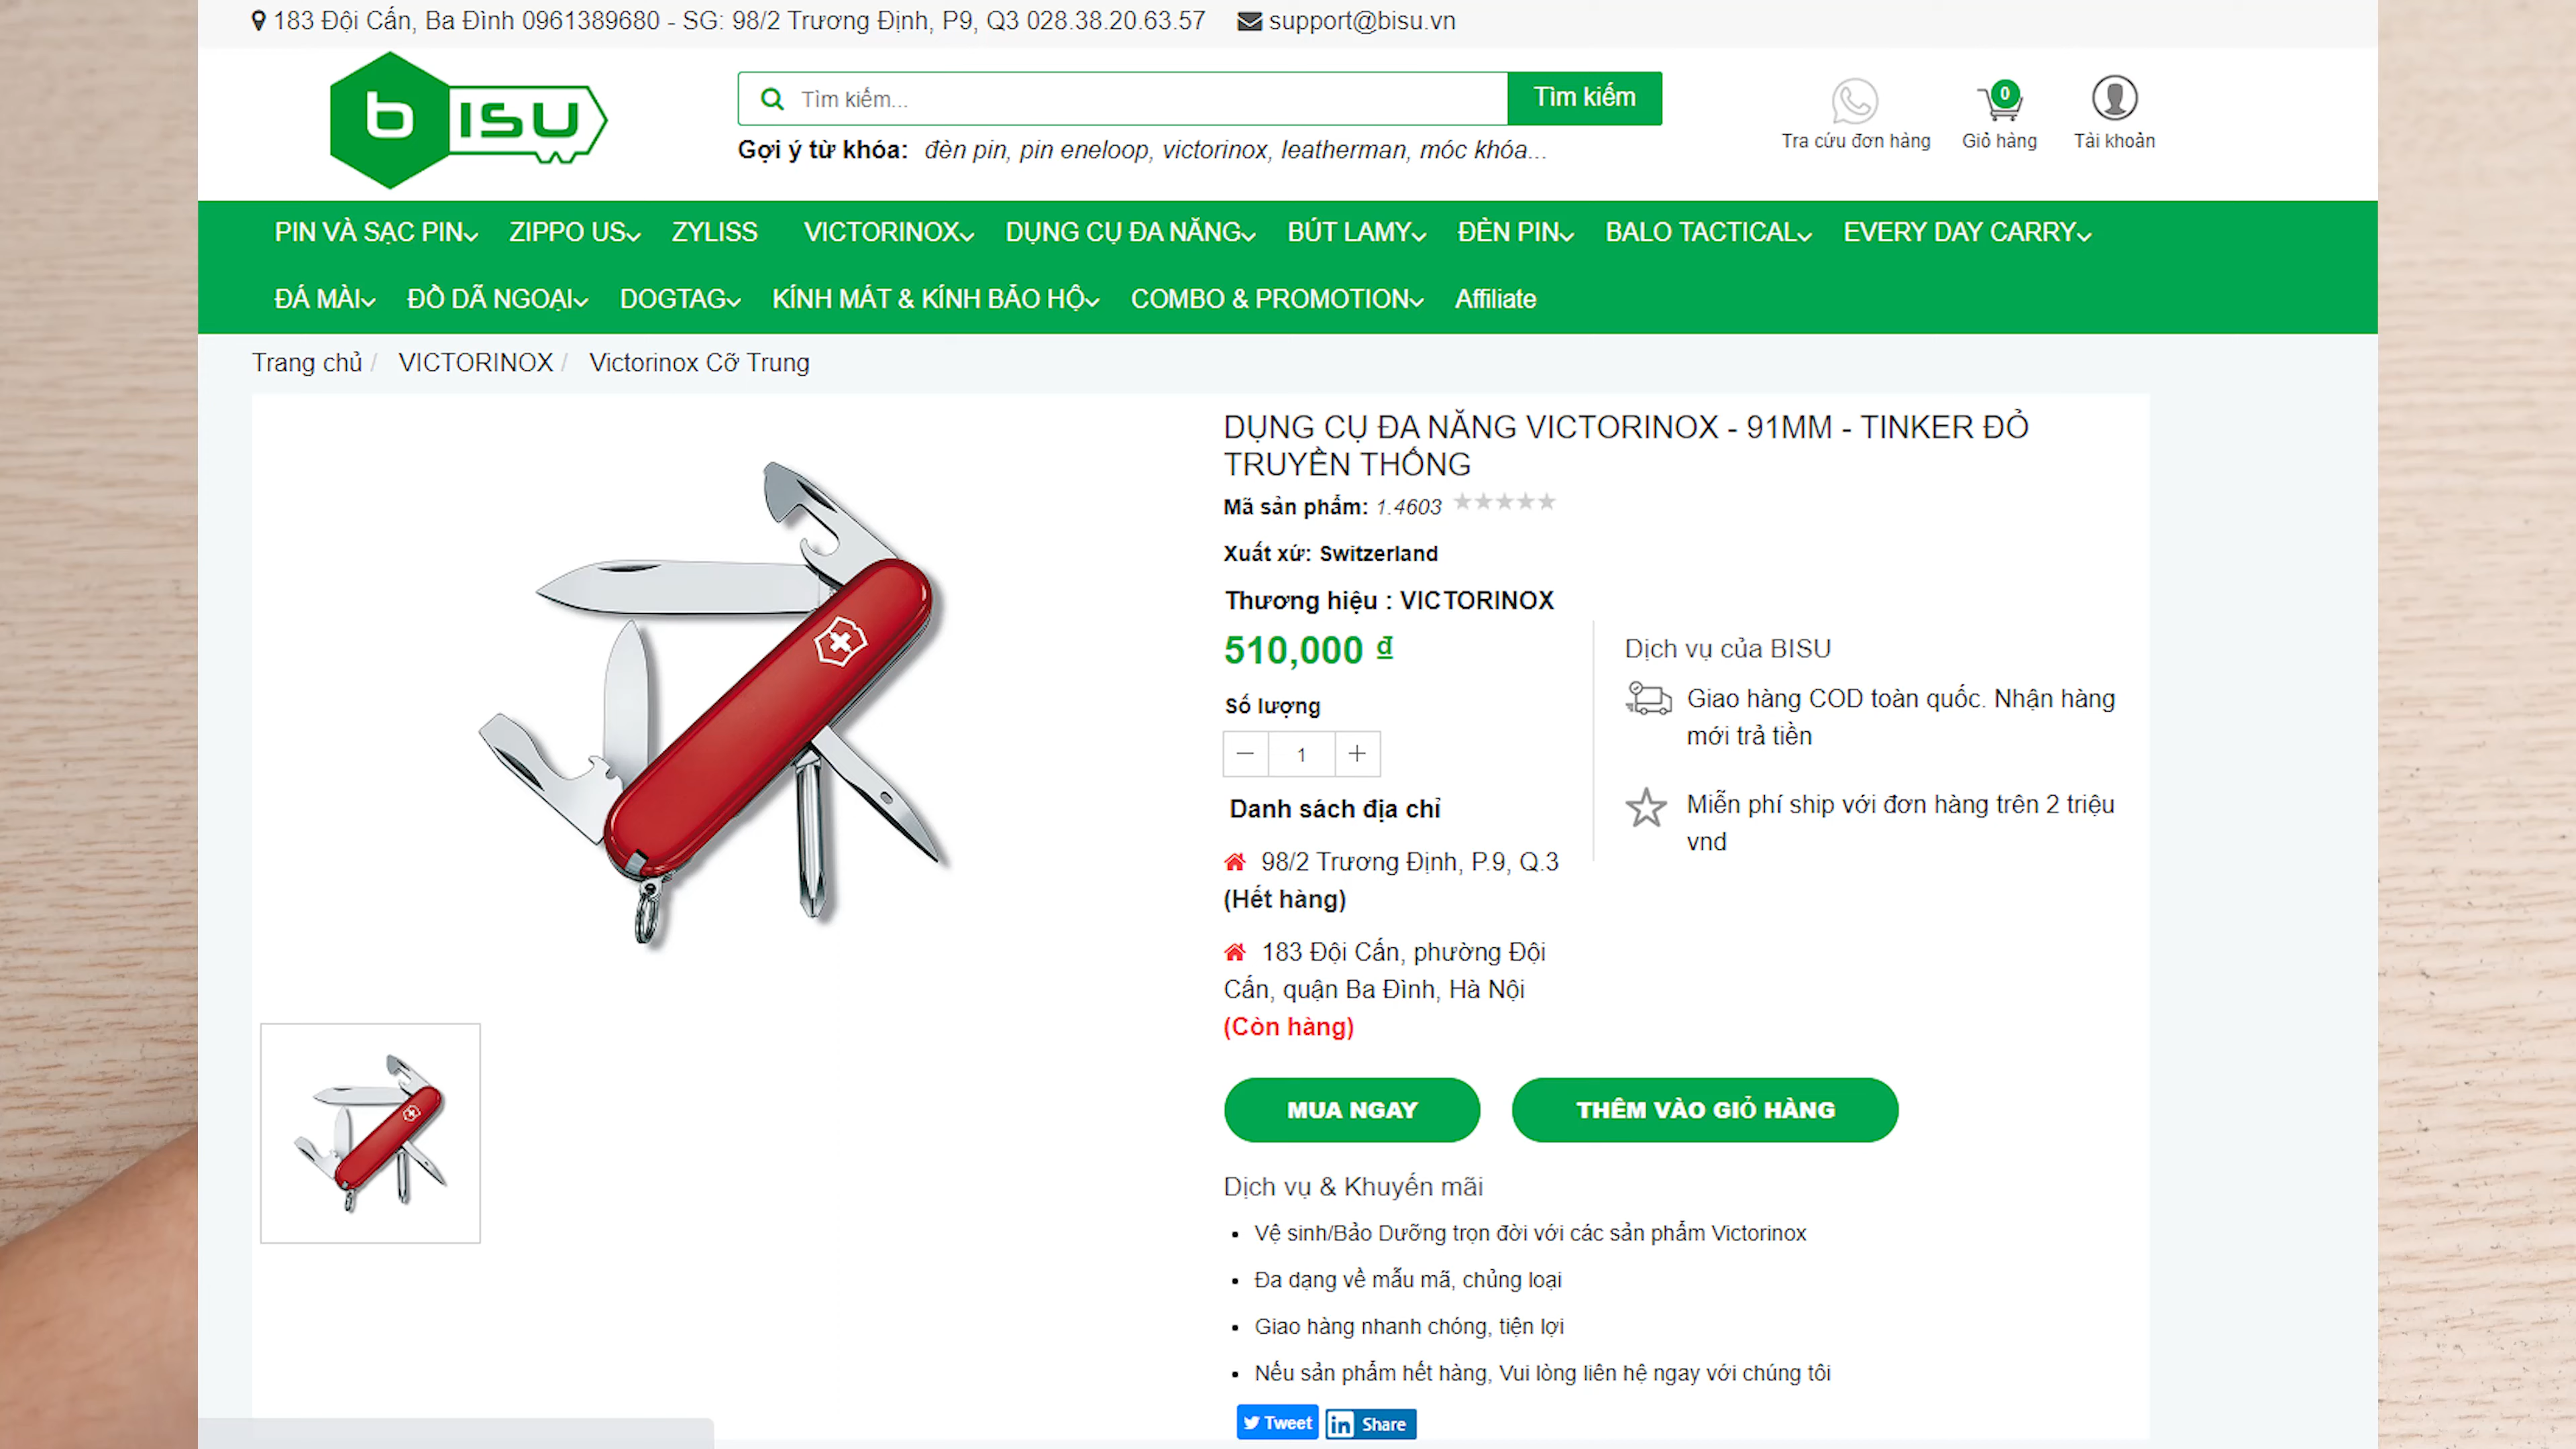 183 Đội Cấn, Ba Đình 0961389680 - SG: 98/2 Trương Định, P9, Q3 028.38.20.63.57 support@bisu.vn
bISU
Tìm kiếm...
Tìm kiếm
0
Gợi ý từ khóa: đèn pin, pin eneloop, victorinox, leatherman, móc khóa...
Tra cứu đơn hàng
Giỏ hàng
Tài khoản
PIN VÀ SẠC PIN ZIPPO US ZYLISS VICTORINOX DỤNG CỤ ĐA NĂNG BÚT LAMY ĐÈN PIN BALO TACTICAL EVERY DAY CARRY
ĐÁ MÀI ĐỒ DÃ NGOẠI DOGTAG KÍNH MÁT & KÍNH BẢO HỘ COMBO & PROMOTION Affiliate
Trang chủ / VICTORINOX / Victorinox Cỡ Trung
DỤNG CỤ ĐA NĂNG VICTORINOX - 91MM - TINKER ĐỎ
TRUYỀN THỐNG
Mã sản phẩm: 1.4603
Xuất xứ: Switzerland
Thương hiệu : VICTORINOX
510,000 ₫
Số lượng
− 1 +
Danh sách địa chỉ
98/2 Trương Định, P.9, Q.3
(Hết hàng)
183 Đội Cấn, phường Đội
Cấn, quận Ba Đình, Hà Nội
(Còn hàng)
Dịch vụ của BISU
Giao hàng COD toàn quốc. Nhận hàng
mới trả tiền
Miễn phí ship với đơn hàng trên 2 triệu
vnd
MUA NGAY
THÊM VÀO GIỎ HÀNG
Dịch vụ & Khuyến mãi
• Vệ sinh/Bảo Dưỡng trọn đời với các sản phẩm Victorinox
• Đa dạng về mẫu mã, chủng loại
• Giao hàng nhanh chóng, tiện lợi
• Nếu sản phẩm hết hàng, Vui lòng liên hệ ngay với chúng tôi
Tweet
in Share